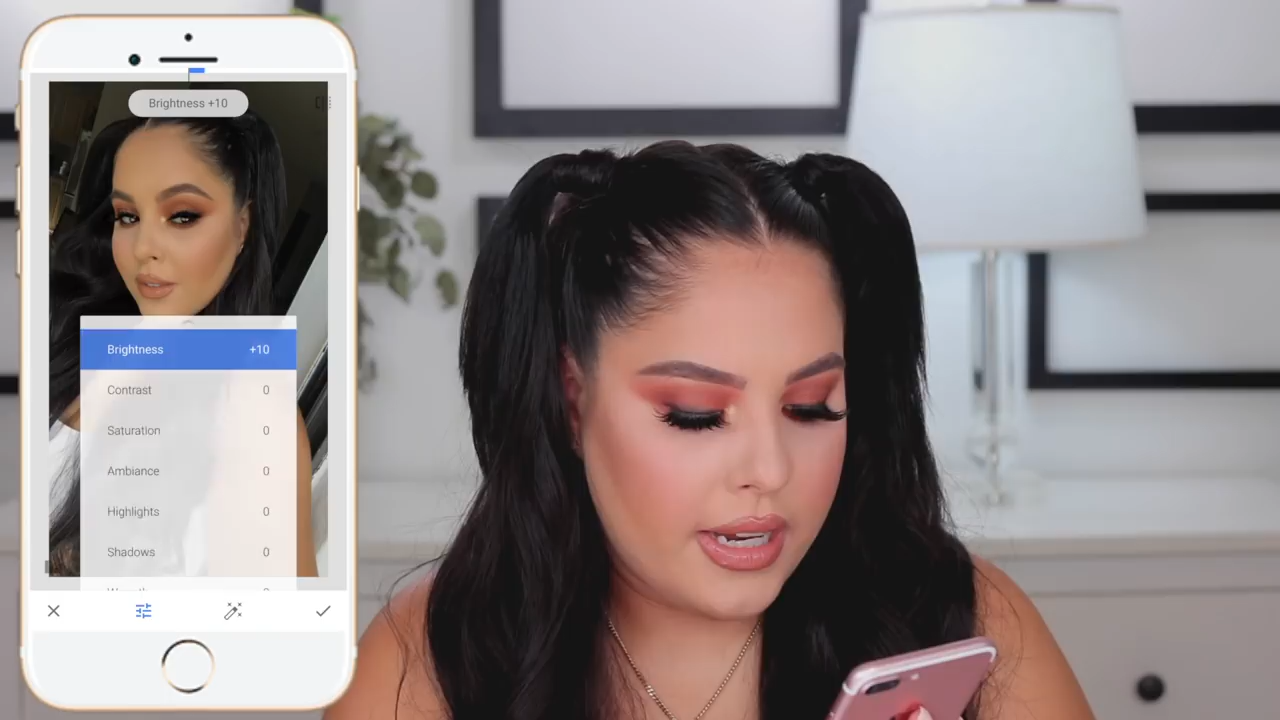 Brightness +10
Brightness +10
Contrast 0
Saturation 0
Ambiance 0
Highlights 0
Shadows 0